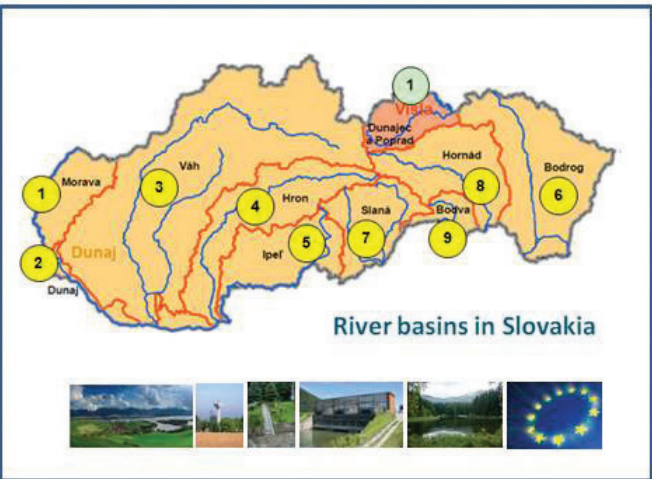 1
Visla
Dunajec
a Poprad
Hornád
Váh
Bodrog
1
Morava
3
8
6
4
Hron
Slaná
Bodva
5
7
9
2
Dunaj
Ipeľ
Dunaj
River basins in Slovakia